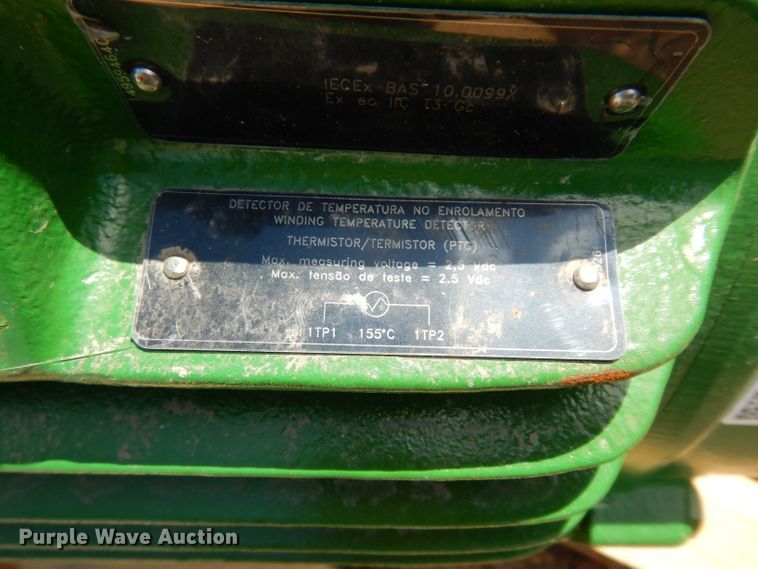 IECEx BAS 10.0099X
Ex ec IIC T3 Gc
DETECTOR DE TEMPERATURA NO ENROLAMENTO
WINDING TEMPERATURE DETECTOR
THERMISTOR/TERMISTOR (PTC)
Max. measuring voltage = 2,5 Vdc
Max. tensão de teste = 2.5 Vdc
1TP1 155°C 1TP2
Purple Wave Auction